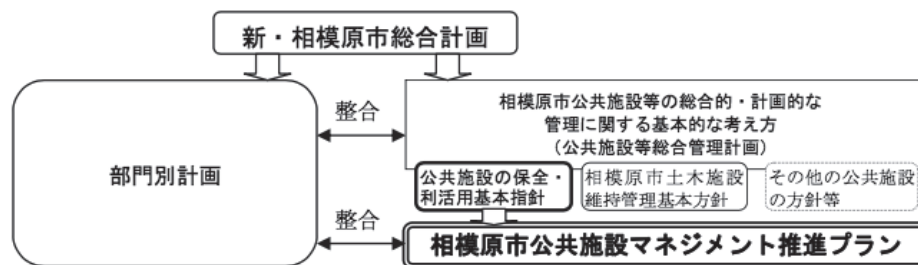 新・相模原市総合計画
整合
相模原市公共施設等の総合的・計画的な
管理に関する基本的な考え方
（公共施設等総合管理計画）
部門別計画
公共施設の保全・
利活用基本指針
相模原市土木施設
維持管理基本方針
その他の公共施設
の方針等
整合
相模原市公共施設マネジメント推進プラン